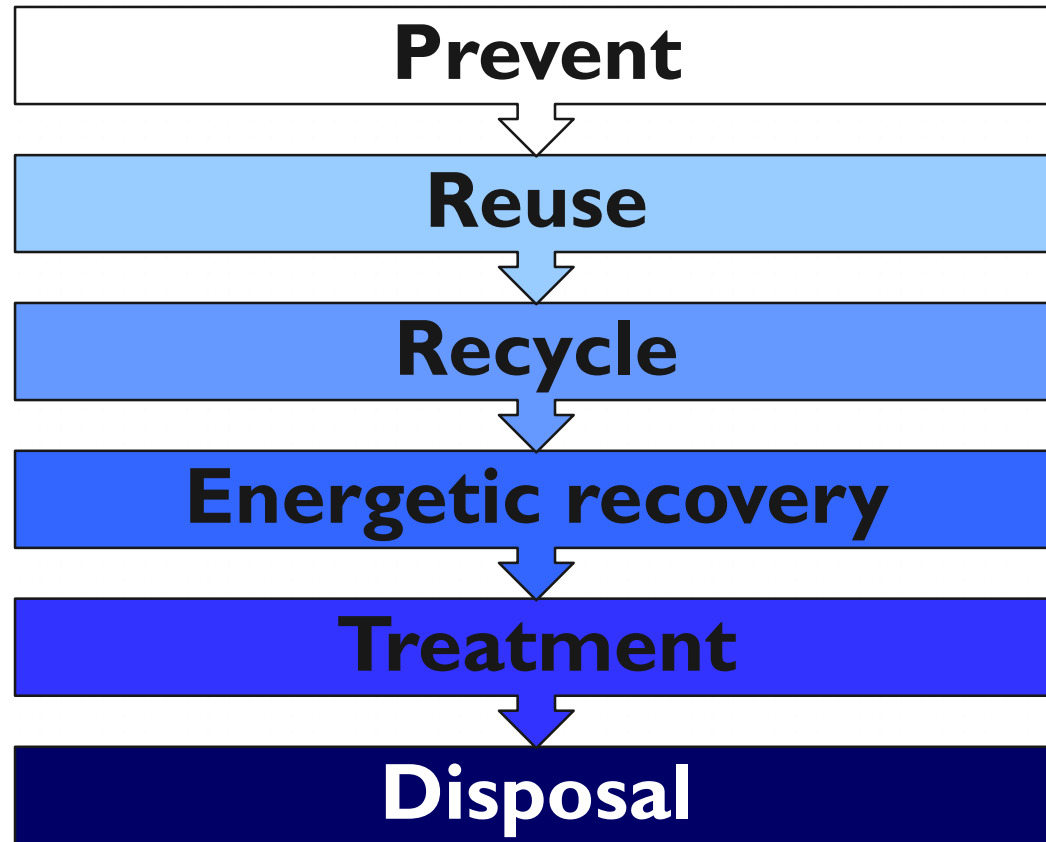 Prevent
Reuse
Recycle
Energetic recovery
Treatment
Disposal